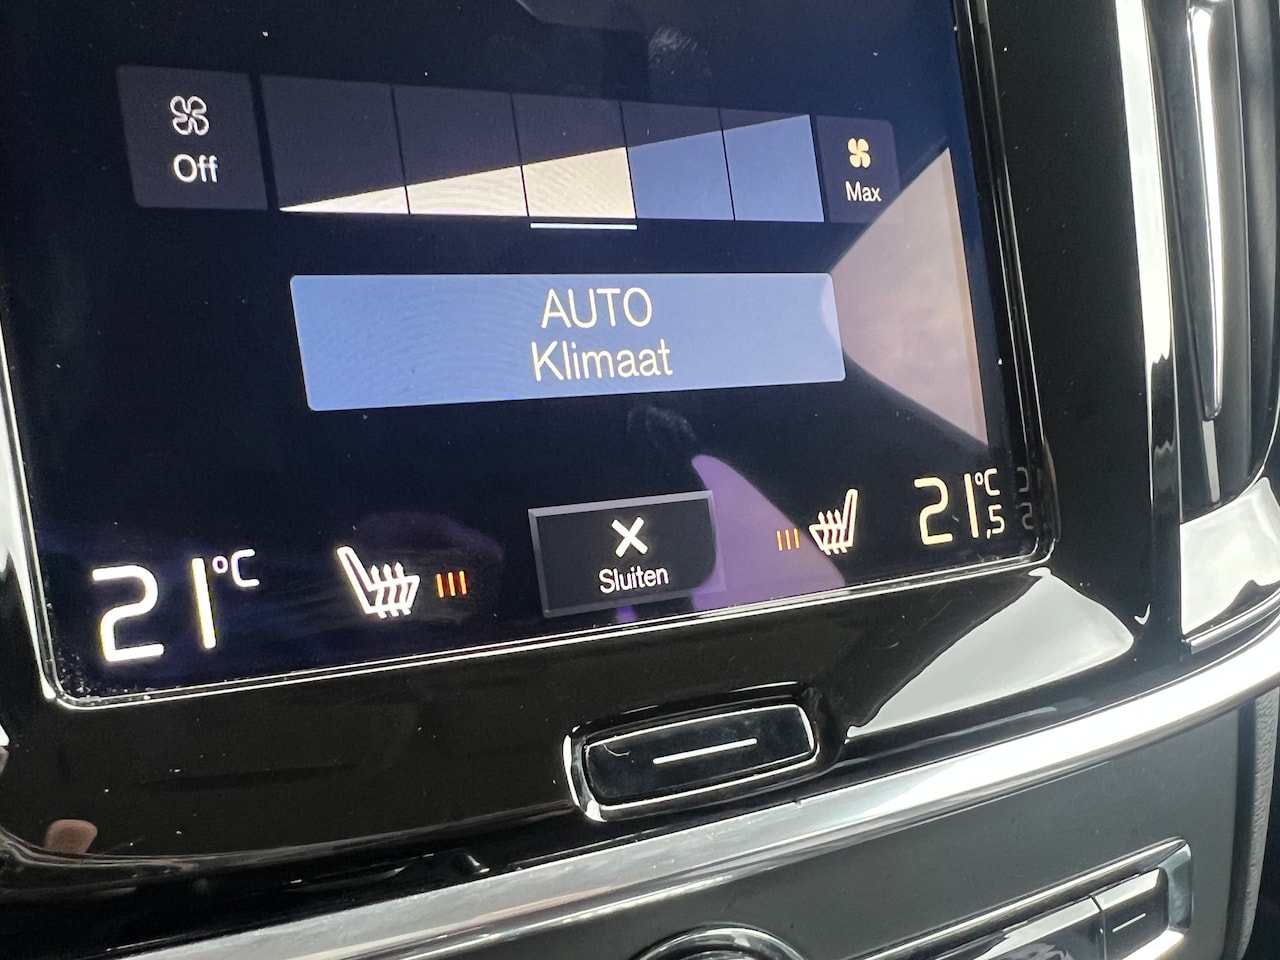 Off
Max
AUTO
Klimaat
21°C
Sluiten
21,5°C